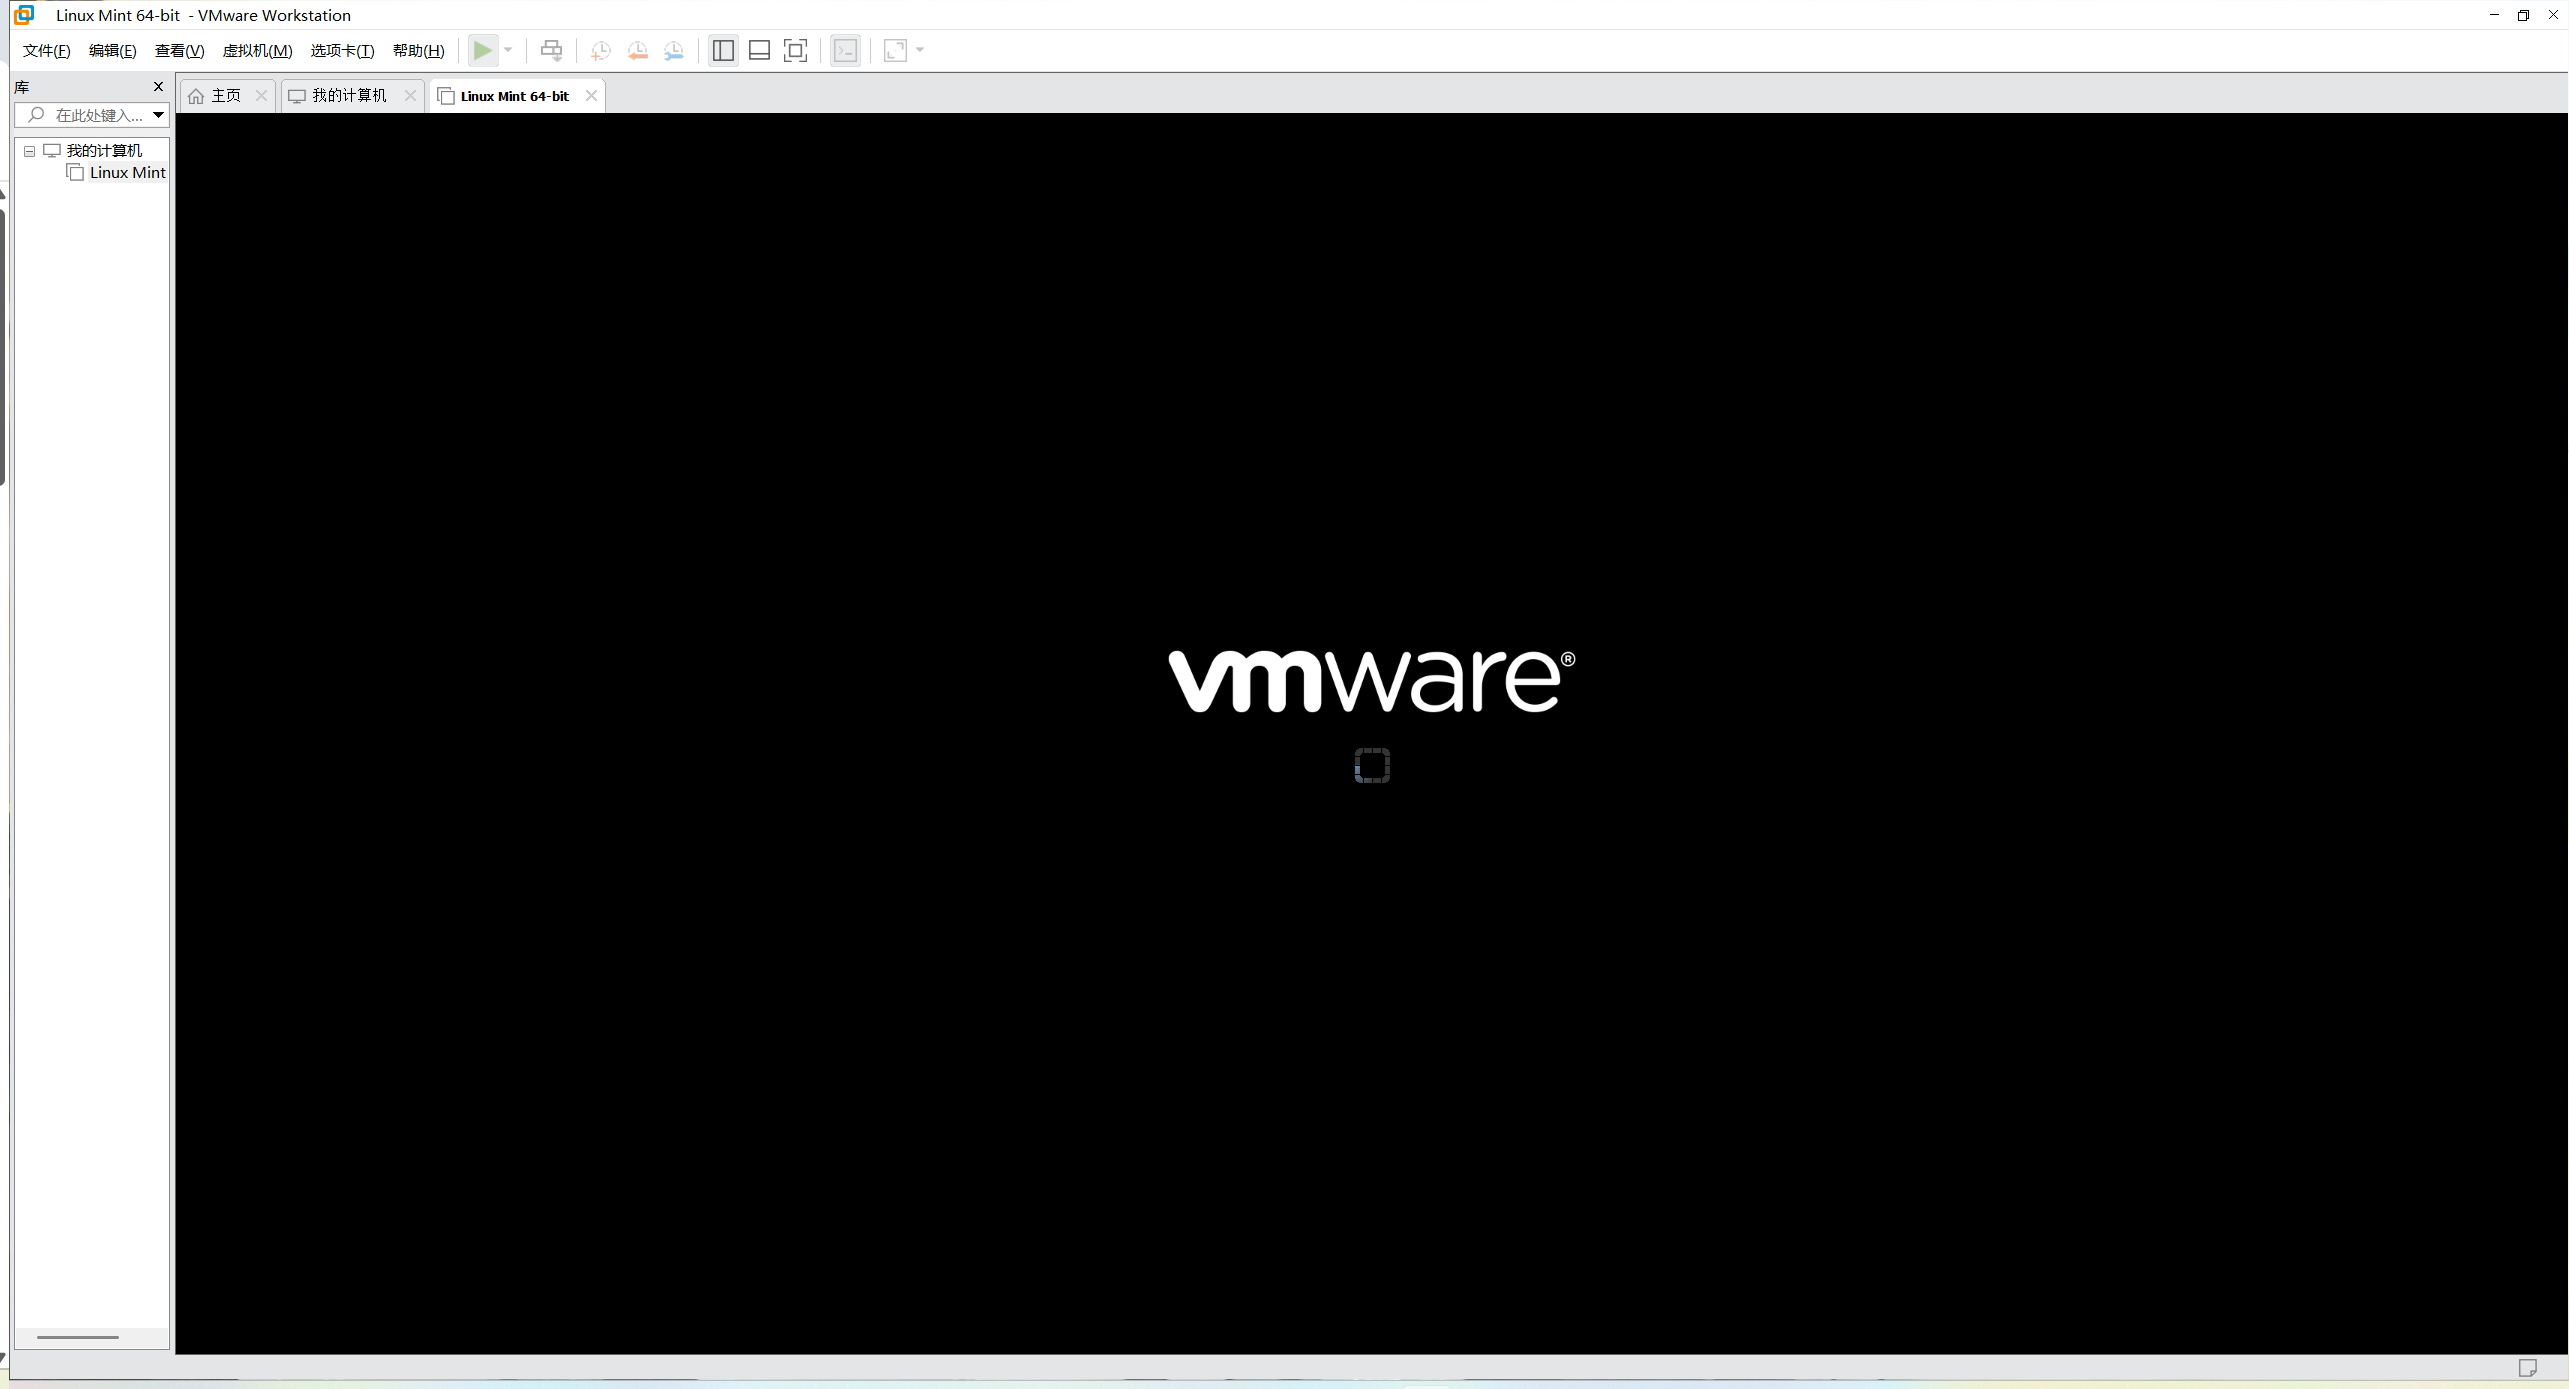 Linux Mint 64-bit - VMware Workstation
文件(F) 编辑(E) 查看(V) 虚拟机(M) 选项卡(T) 帮助(H)
库
主页 我的计算机 Linux Mint 64-bit
在此处键入...
我的计算机
Linux Mint
vmware®